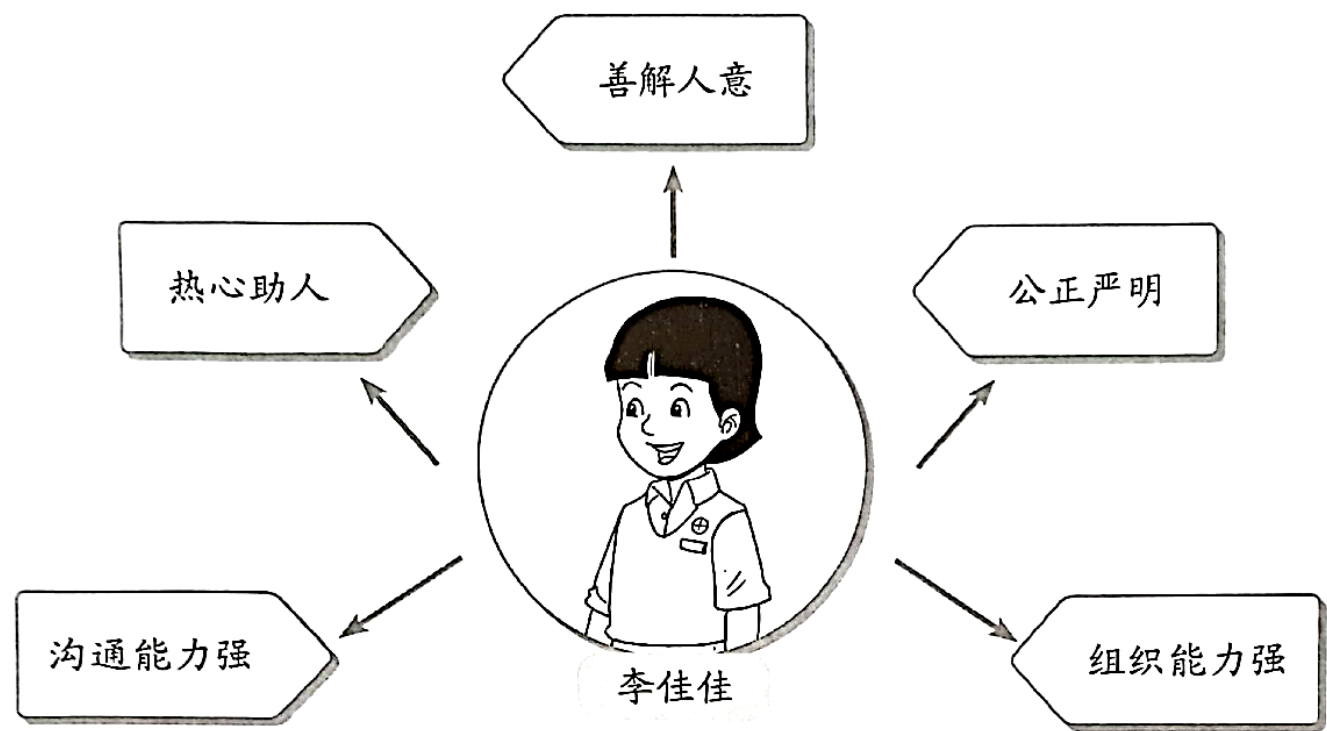 善解人意
热心助人
公正严明
沟通能力强
组织能力强
李佳佳